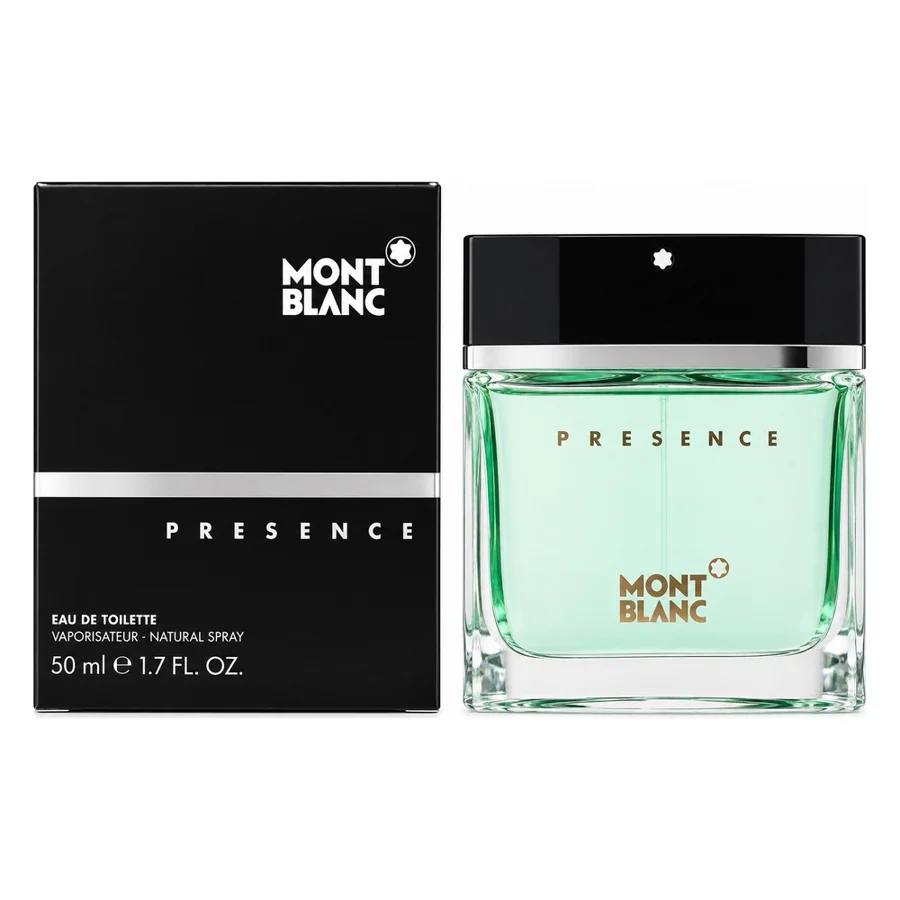 MONT
BLANC
PRESENCE
EAU DE TOILETTE
VAPORISATEUR - NATURAL SPRAY
50 ml ℮ 1.7 FL. OZ.
PRESENCE
MONT
BLANC